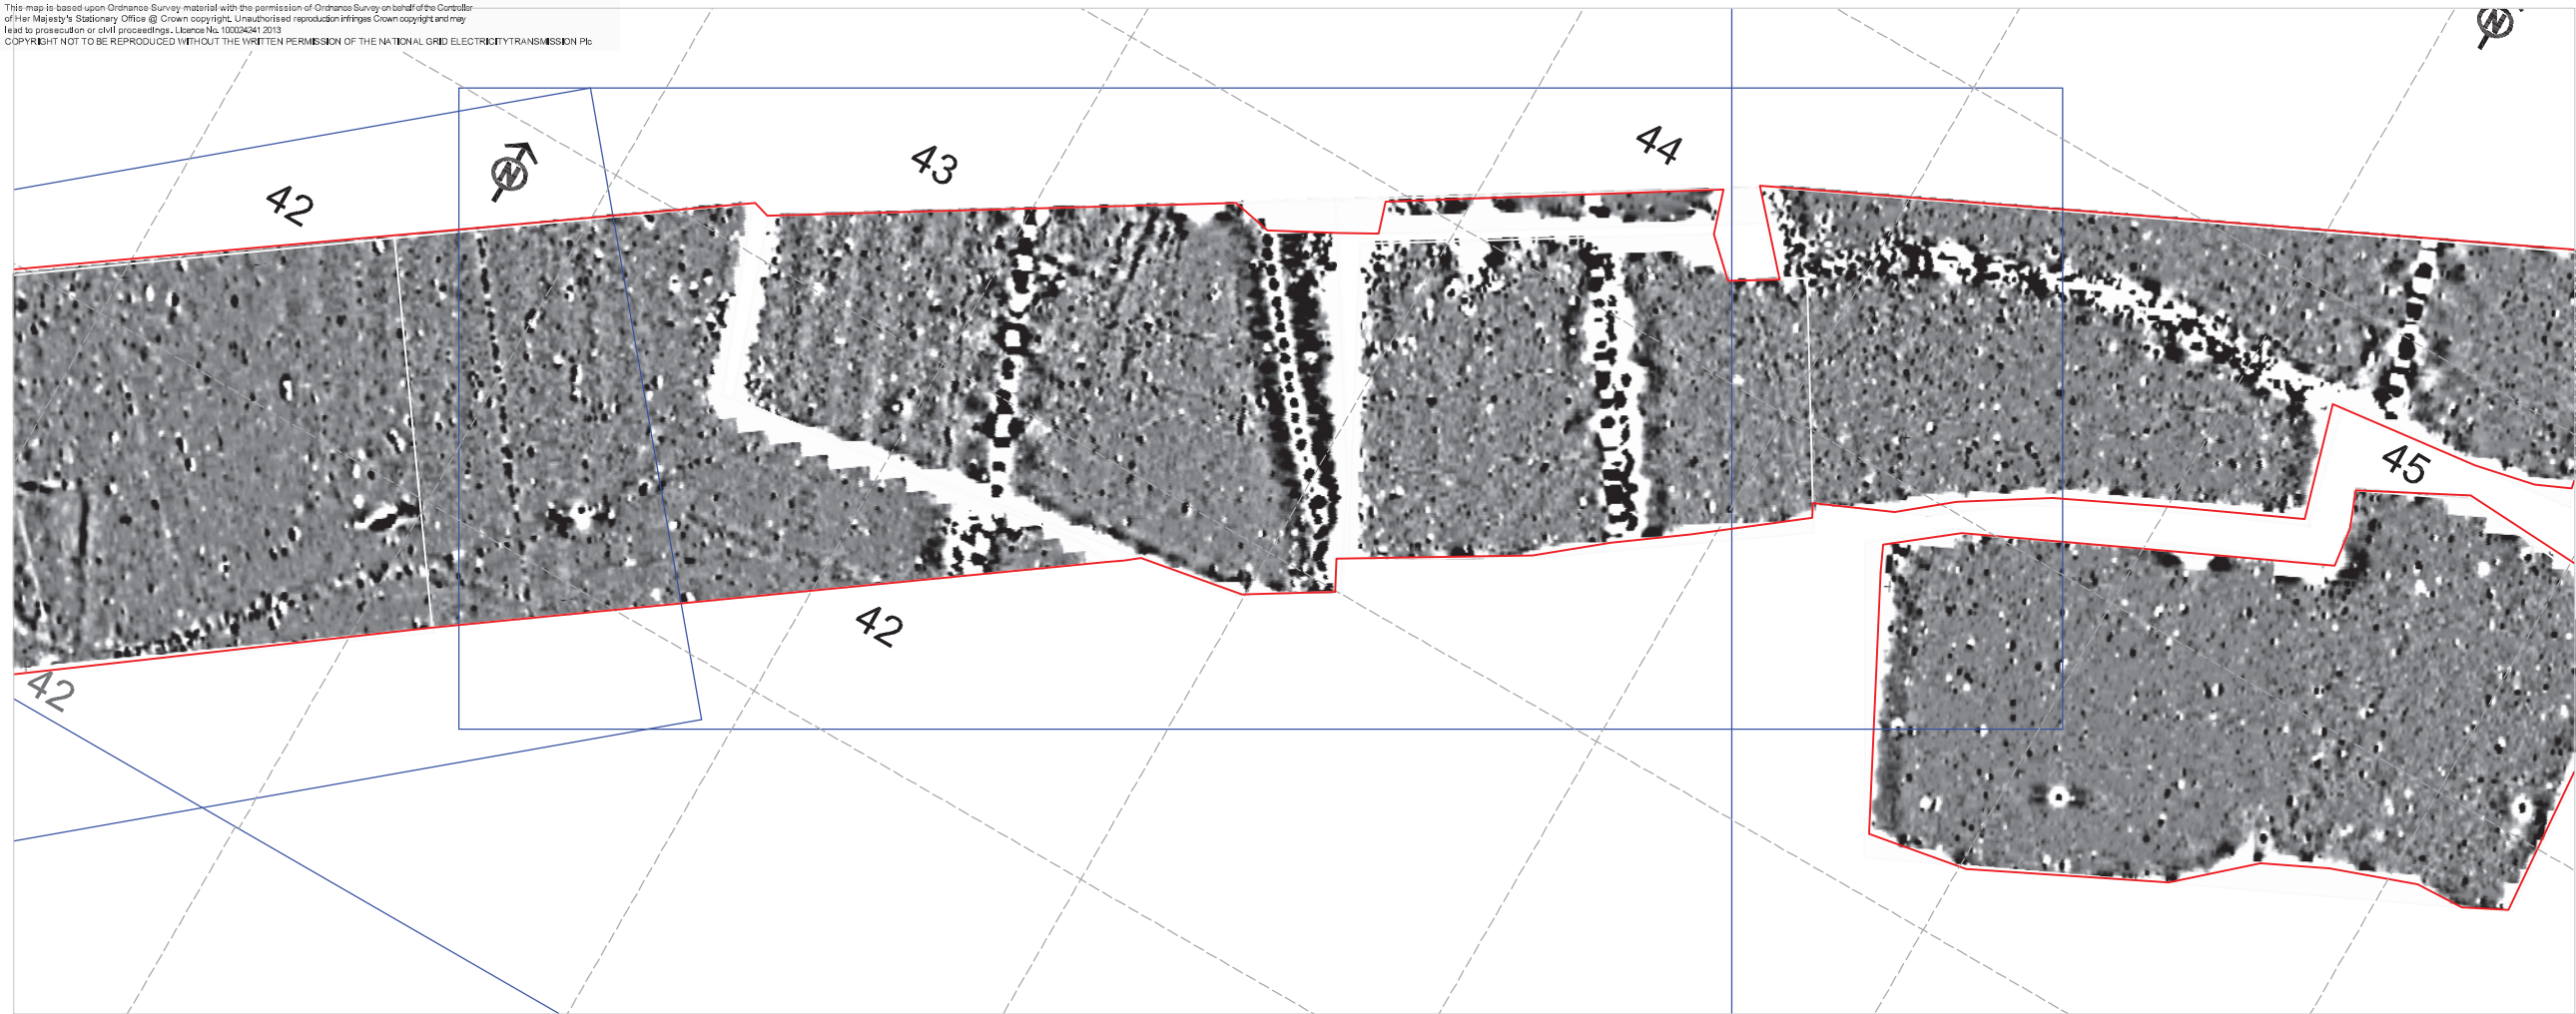 This map is based upon Ordnance Survey material with the permission of Ordnance Survey on behalf of the Controller
of Her Majesty's Stationary Office @ Crown copyright. Unauthorised reproduction infringes Crown copyright and may
lead to prosecution or civil proceedings. Licence No. 100024241 2013
COPYRIGHT NOT TO BE REPRODUCED WITHOUT THE WRITTEN PERMISSION OF THE NATIONAL GRID ELECTRICITY TRANSMISSION Plc
N
44
43
N
42
45
42
42